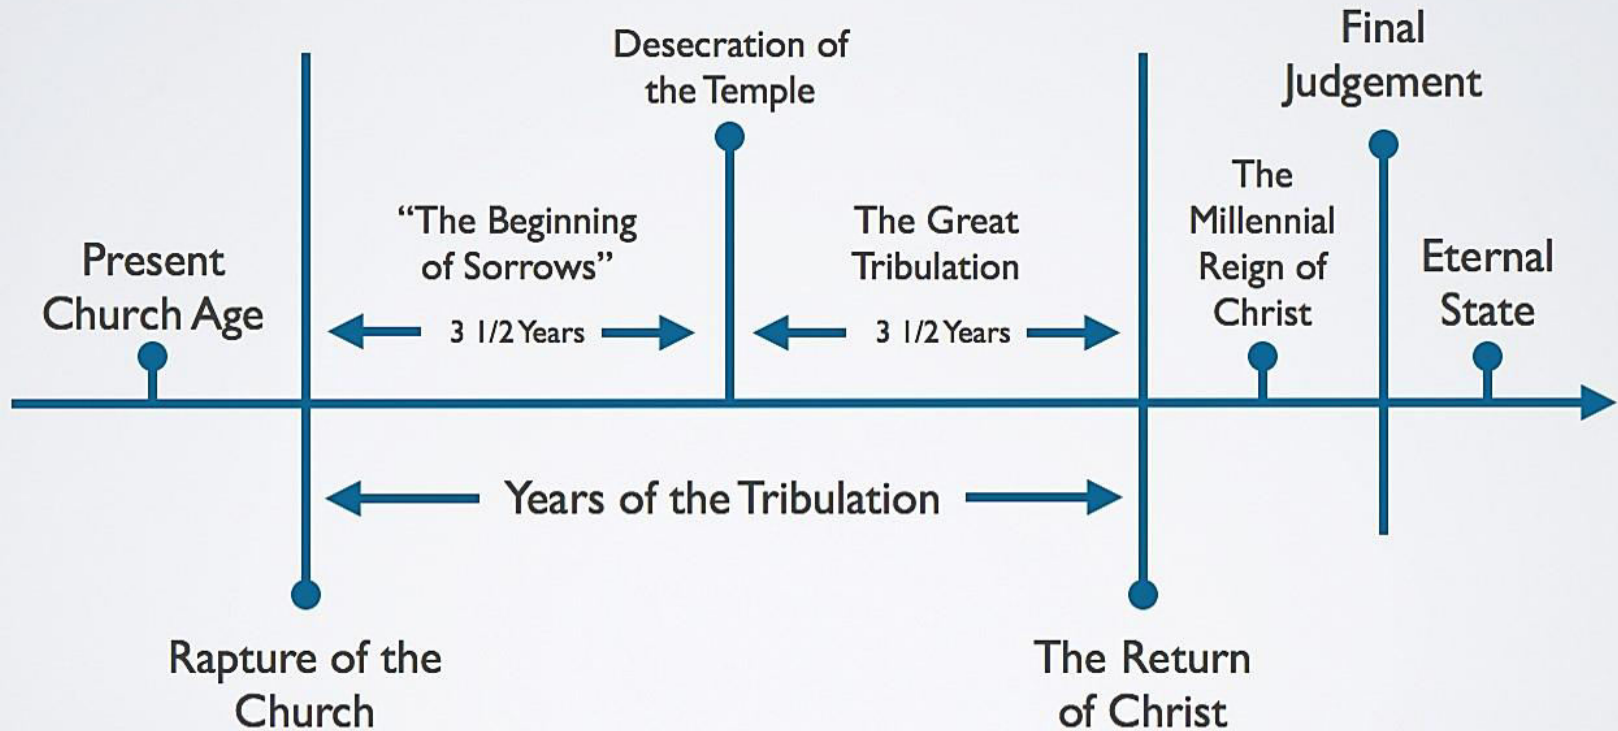 Present
Church Age
Rapture of the
Church
“The Beginning
of Sorrows”
3 1/2 Years
Desecration of
the Temple
The Great
Tribulation
3 1/2 Years
Years of the Tribulation
The Return
of Christ
The
Millennial
Reign of
Christ
Final
Judgement
Eternal
State